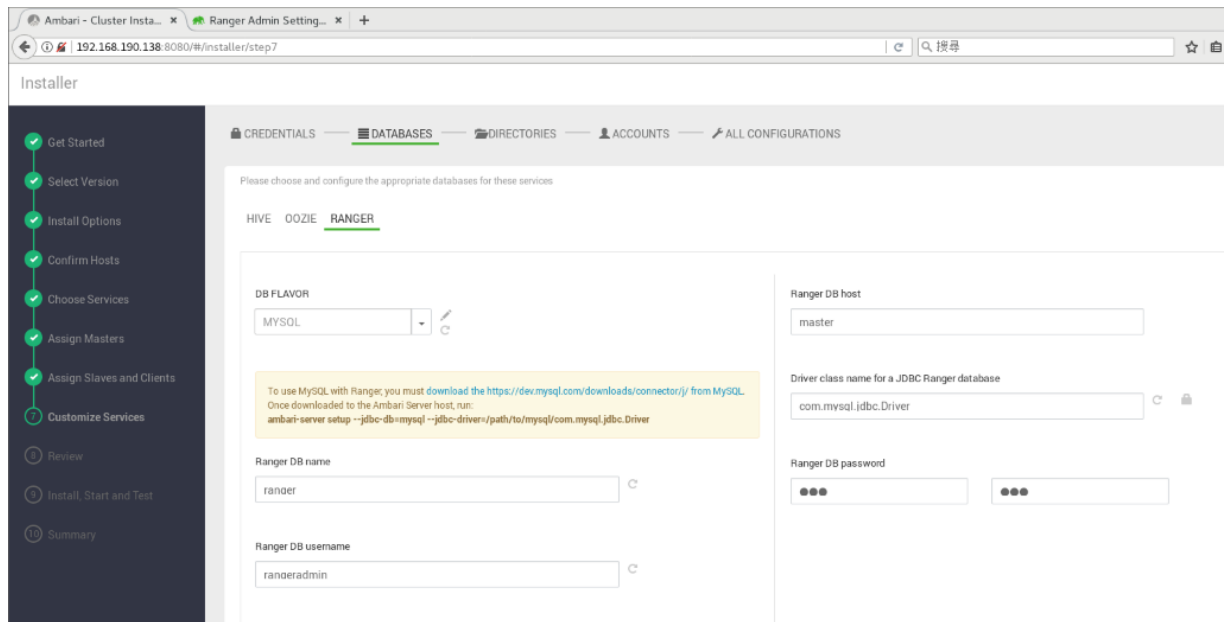 Ambari - Cluster Insta...
Ranger Admin Setting...
192.168.190.138:8080/#/installer/step7
搜尋
Installer
Get Started
Select Version
Install Options
Confirm Hosts
Choose Services
Assign Masters
Assign Slaves and Clients
7 Customize Services
8 Review
9 Install, Start and Test
10 Summary
CREDENTIALS DATABASES DIRECTORIES ACCOUNTS ALL CONFIGURATIONS
Please choose and configure the appropriate databases for these services
HIVE OOZIE RANGER
DB FLAVOR
MYSQL
To use MySQL with Ranger, you must download the https://dev.mysql.com/downloads/connector/j/ from MySQL.
Once downloaded to the Ambari Server host, run:
ambari-server setup --jdbc-db=mysql --jdbc-driver=/path/to/mysql/com.mysql.jdbc.Driver
Ranger DB name
ranger
Ranger DB username
rangeradmin
Ranger DB host
master
Driver class name for a JDBC Ranger database
com.mysql.jdbc.Driver
Ranger DB password